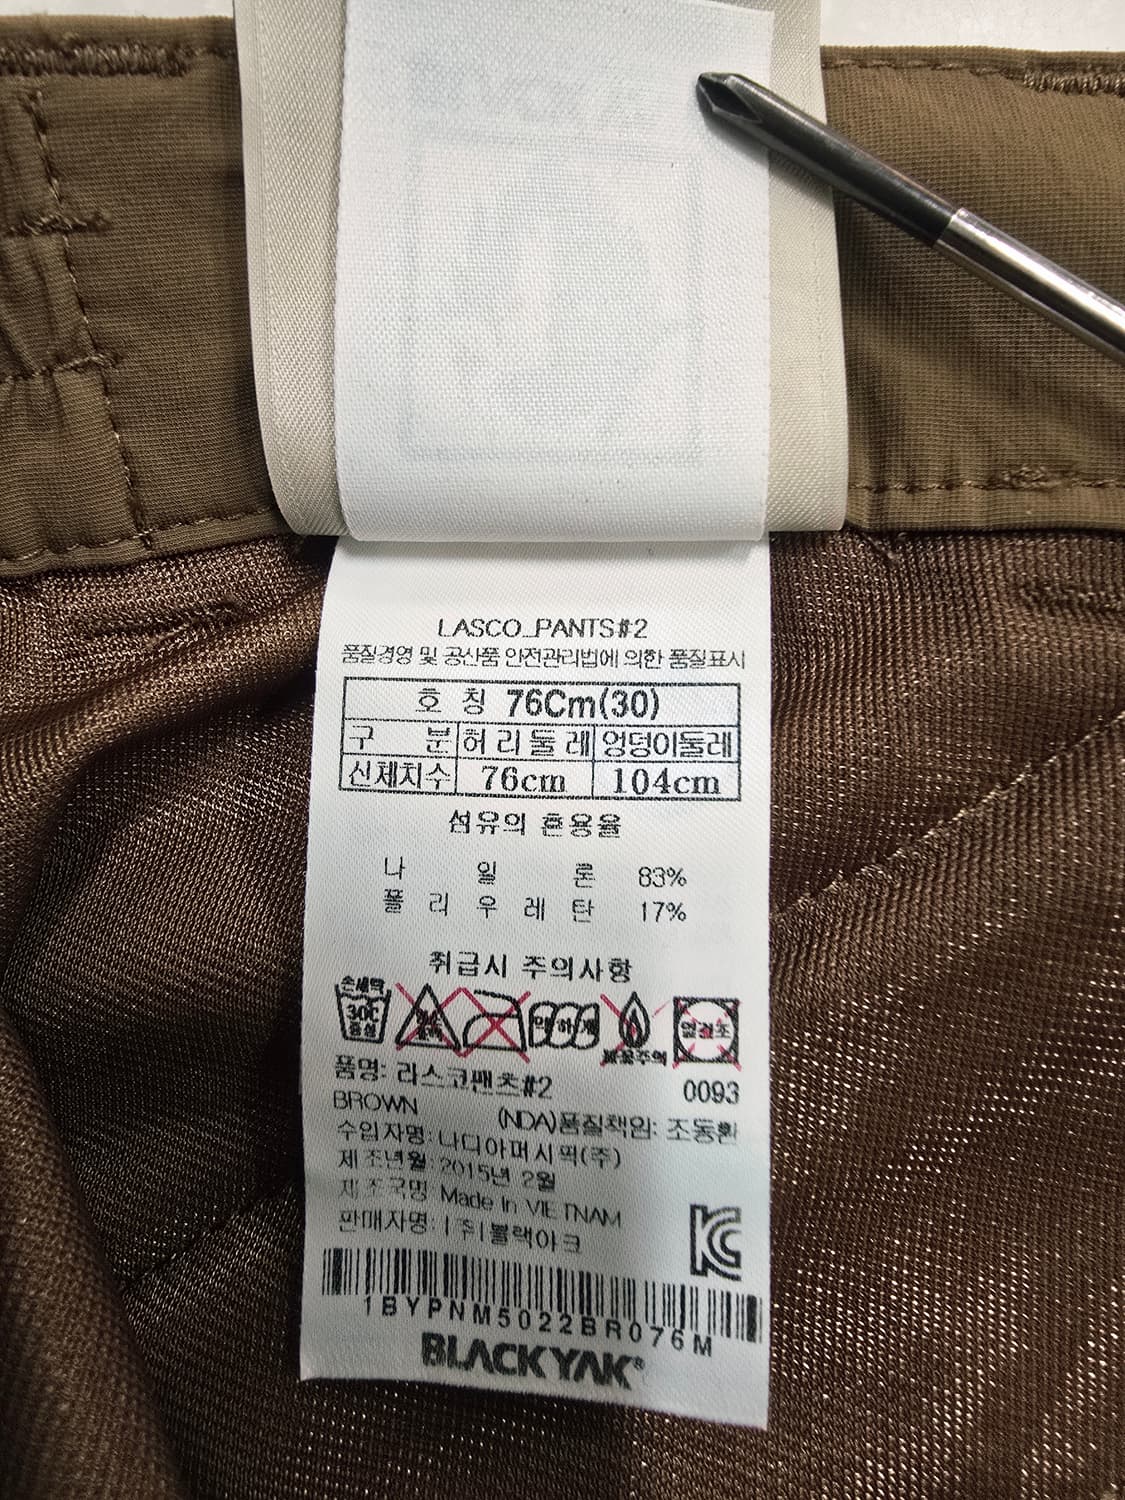 LASCO_PANTS#2
품질경영 및 공산품 안전관리법에 의한 품질표시
호 칭 76Cm(30)
구 분 허리둘레 엉덩이둘레
신체치수 76cm 104cm
섬유의 혼용율
나 일 론 83%
폴 리 우 레 탄 17%
취급시 주의사항
손세탁
30℃
중성
약하게
품명: 라스코팬츠#2 0093
BROWN (NDA)품질책임: 조동환
수입자명: 나디아퍼시픽(주)
제조년월: 2015년 2월
제조국명: Made In VIETNAM
판매자명: (주)블랙야크
1BYPNM5022BR076M
BLACKYAK®